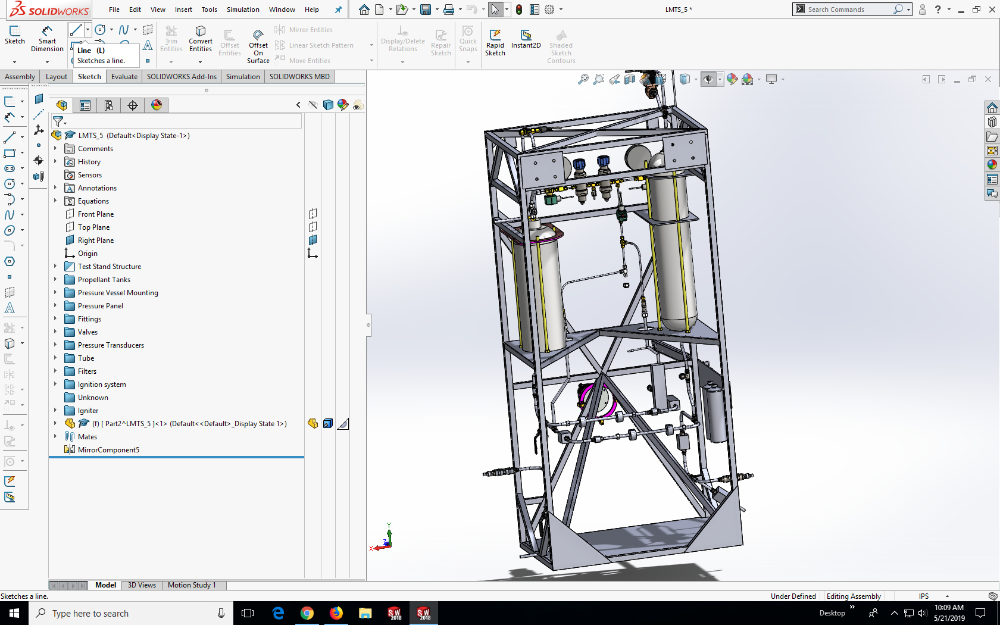 SOLIDWORKS
File Edit View Insert Tools Simulation Window Help
LMTS_5 *
Search Commands
?
Sketch
Smart Dimension
Trim Entities
Convert Entities
Offset Entities
Offset On Surface
Mirror Entities
Linear Sketch Pattern
Move Entities
Display/Delete Relations
Repair Sketch
Quick Snaps
Rapid Sketch
Instant2D
Shaded Sketch Contours
Line (L)
Sketches a line.
Assembly Layout Sketch Evaluate SOLIDWORKS Add-Ins Simulation SOLIDWORKS MBD
LMTS_5 (Default<Display State-1>)
Comments
History
Sensors
Annotations
Equations
Front Plane
Top Plane
Right Plane
Origin
Test Stand Structure
Propellant Tanks
Pressure Vessel Mounting
Pressure Panel
Fittings
Valves
Pressure Transducers
Tube
Filters
Ignition system
Unknown
Igniter
(f) [ Part2^LMTS_5 ]<1> (Default<<Default>_Display State 1>)
Mates
MirrorComponent5
Y
Z
X
Model 3D Views Motion Study 1
Sketches a line.
Under Defined Editing Assembly IPS
Type here to search
SW 2018
SW 2018
Desktop
10:09 AM
5/21/2019